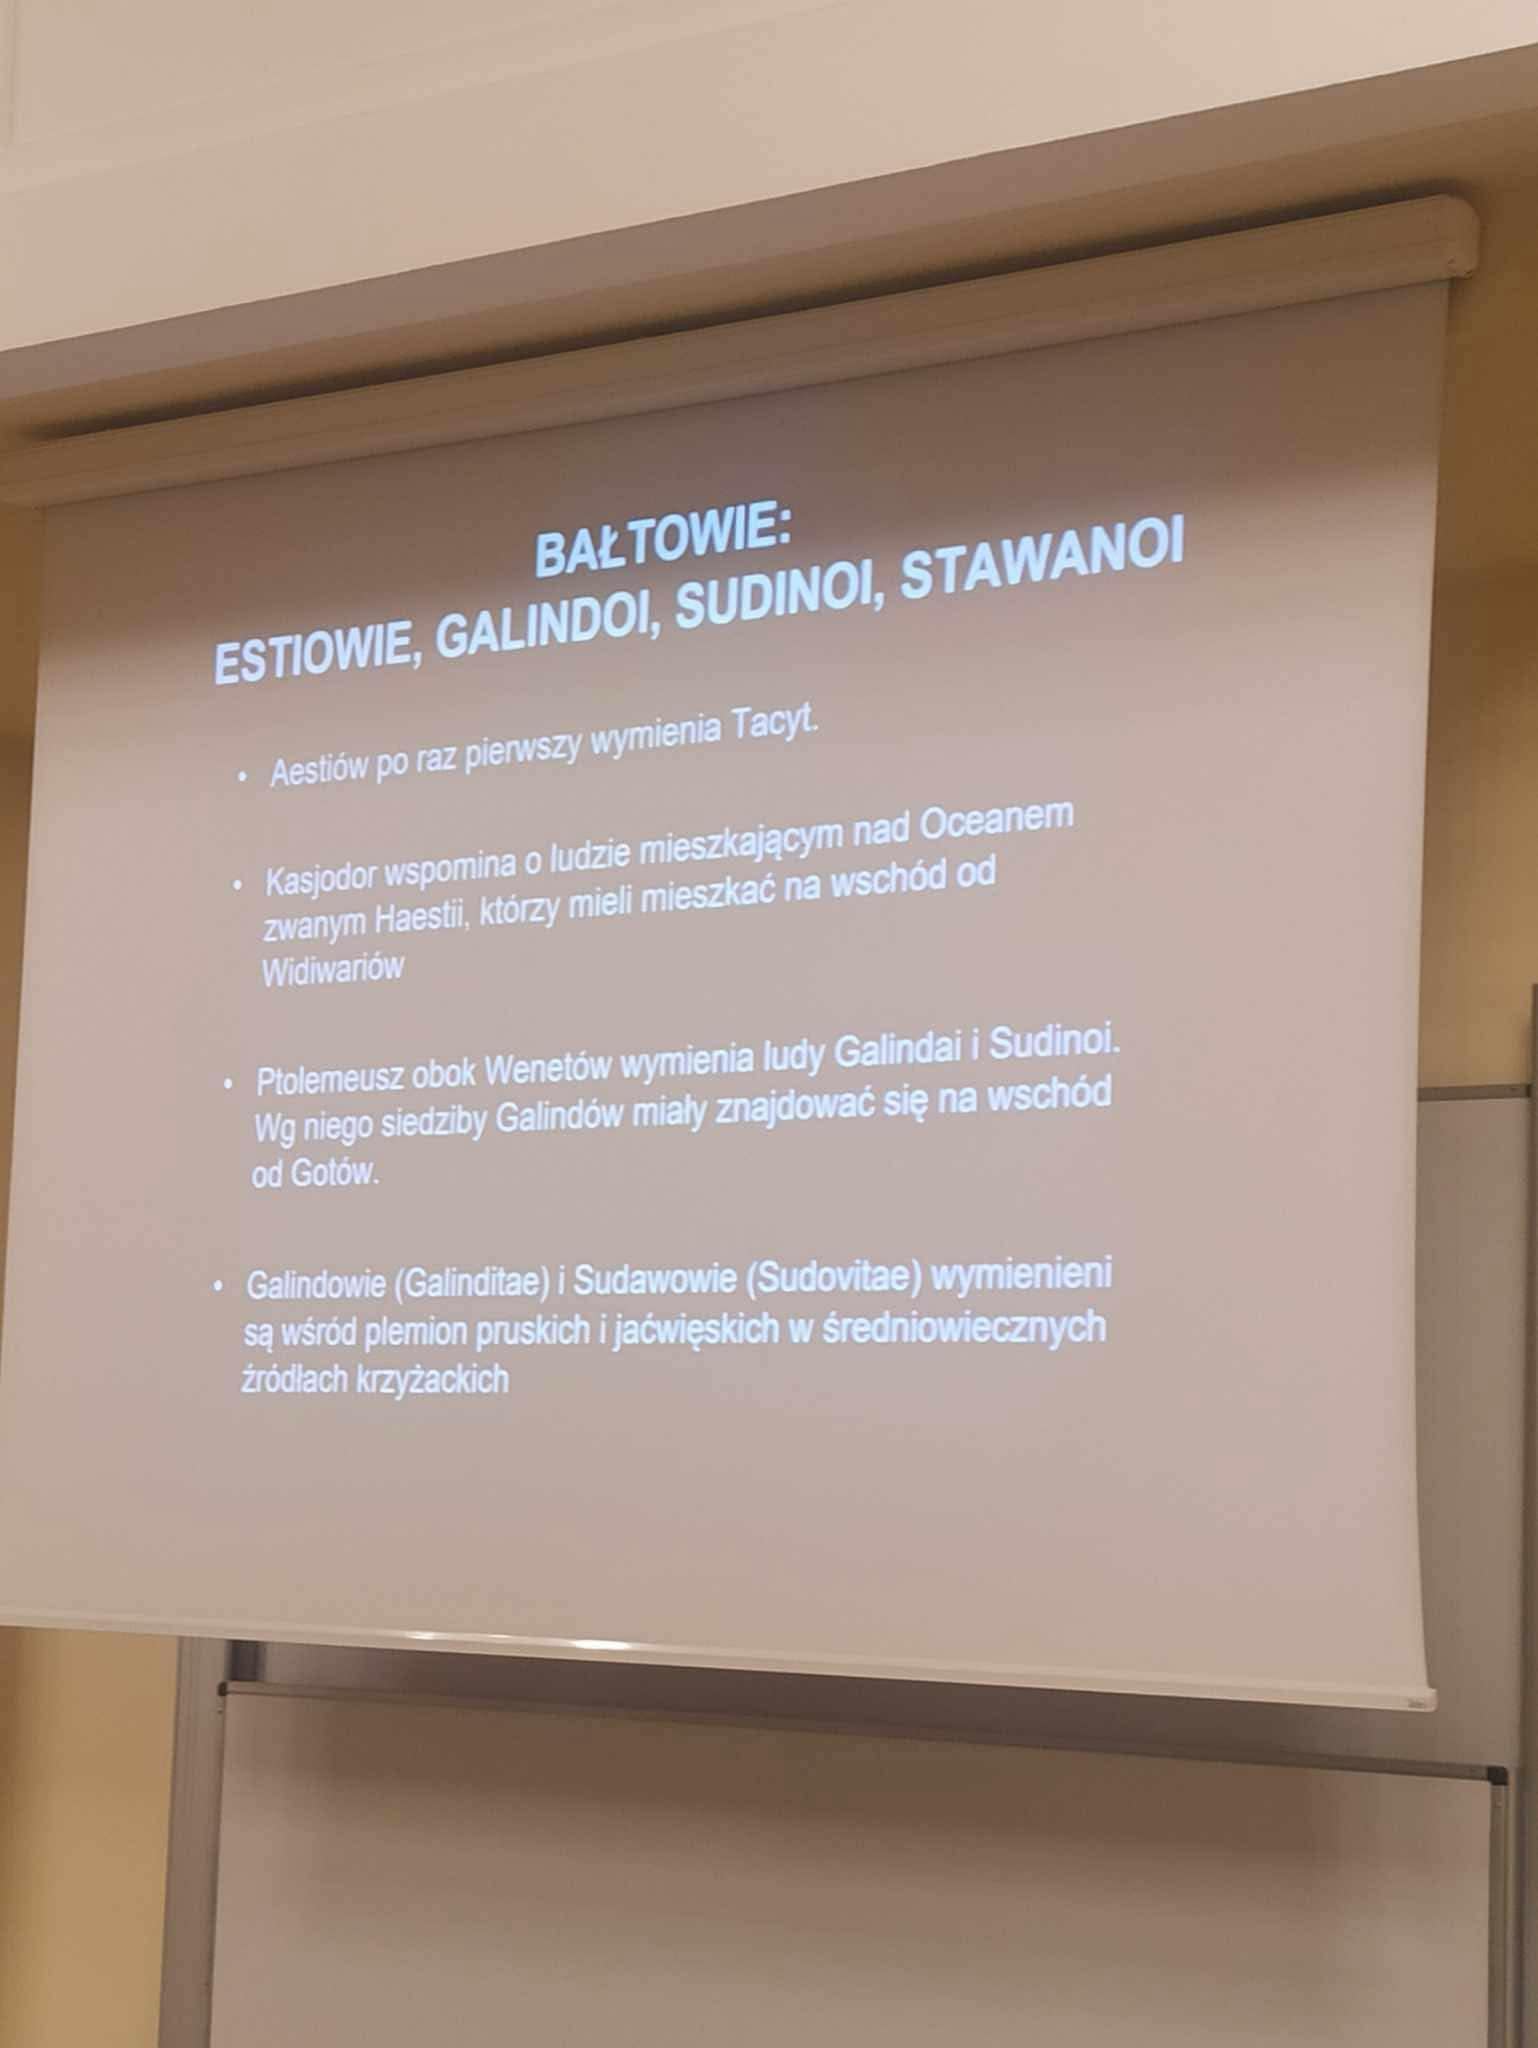 BAŁTOWIE:
ESTIOWIE, GALINDOI, SUDINOI, STAWANOI
• Aestiów po raz pierwszy wymienia Tacyt.
• Kasjodor wspomina o ludzie mieszkającym nad Oceanem
zwanym Haestii, którzy mieli mieszkać na wschód od
Widiwariów
• Ptolemeusz obok Wenetów wymienia ludy Galindai i Sudinoi.
Wg niego siedziby Galindów miały znajdować się na wschód
od Gotów.
• Galindowie (Galinditae) i Sudawowie (Sudovitae) wymienieni
są wśród plemion pruskich i jaćwięskich w średniowiecznych
źródłach krzyżackich